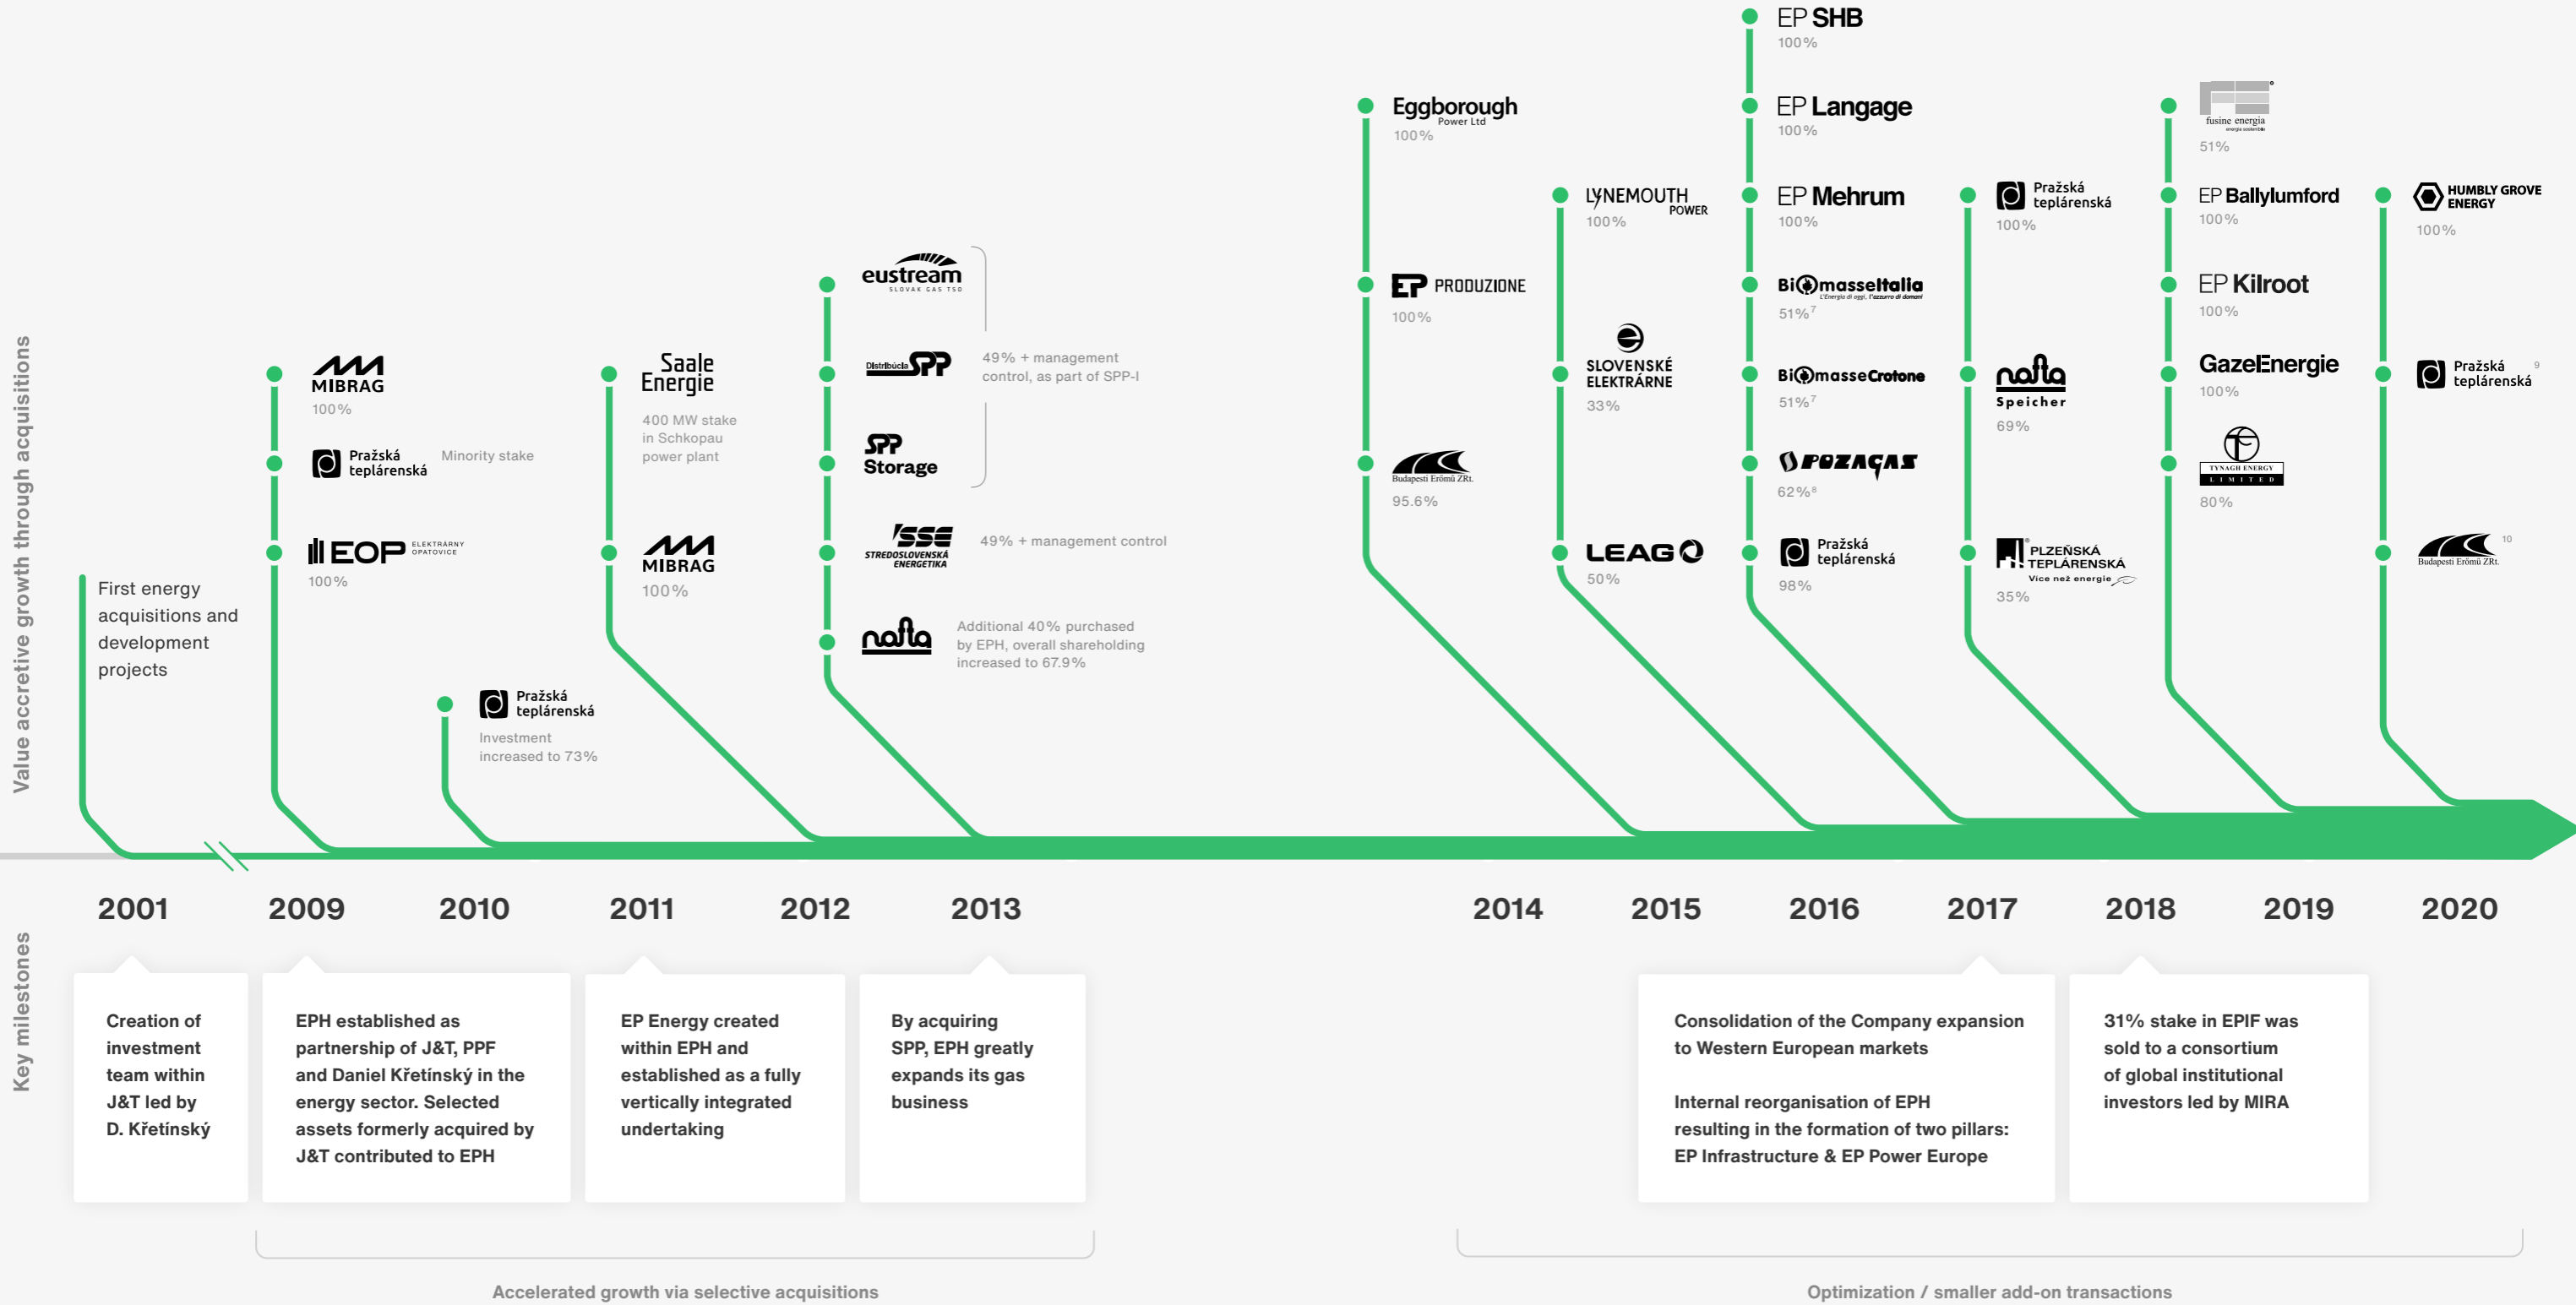 Value accretive growth through acquisitions
First energy
acquisitions and
development
projects
MIBRAG
100%
Pražská
teplárenská
Minority stake
EOP ELEKTRÁRNY
OPATOVICE
100%
Pražská
teplárenská
Investment
increased to 73%
Saale
Energie
400 MW stake
in Schkopau
power plant
MIBRAG
100%
eustream
SLOVAK GAS TSO
Distribúcia SPP
49% + management
control, as part of SPP-I
SPP
Storage
SSE
STREDOSLOVENSKÁ
ENERGETIKA
49% + management control
nafta
Additional 40% purchased
by EPH, overall shareholding
increased to 67.9%
Eggborough
Power Ltd
100%
EP PRODUZIONE
100%
Budapesti Erőmű ZRt.
95.6%
LYNEMOUTH
POWER
100%
SLOVENSKÉ
ELEKTRÁRNE
33%
LEAG
50%
EP SHB
100%
EP Langage
100%
EP Mehrum
100%
BiomasseItalia
L'Energia di oggi, l'azzurro di domani
51%7
BiomasseCrotone
51%7
POZAGAS
62%8
Pražská
teplárenská
98%
Pražská
teplárenská
100%
nafta
Speicher
69%
PLZEŇSKÁ
TEPLÁRENSKÁ
Více než energie
35%
fusine energia
energia sostenibile
51%
EP Ballylumford
100%
EP Kilroot
100%
GazelEnergie
100%
TYNAGH ENERGY
LIMITED
80%
HUMBLY GROVE
ENERGY
100%
Pražská
teplárenská 9
Budapesti Erőmű ZRt. 10
2001 2009 2010 2011 2012 2013 2014 2015 2016 2017 2018 2019 2020
Key milestones
Creation of
investment
team within
J&T led by
D. Křetínský
EPH established as
partnership of J&T, PPF
and Daniel Křetínský in the
energy sector. Selected
assets formerly acquired by
J&T contributed to EPH
EP Energy created
within EPH and
established as a fully
vertically integrated
undertaking
By acquiring
SPP, EPH greatly
expands its gas
business
Consolidation of the Company expansion
to Western European markets
Internal reorganisation of EPH
resulting in the formation of two pillars:
EP Infrastructure & EP Power Europe
31% stake in EPIF was
sold to a consortium
of global institutional
investors led by MIRA
Accelerated growth via selective acquisitions
Optimization / smaller add-on transactions